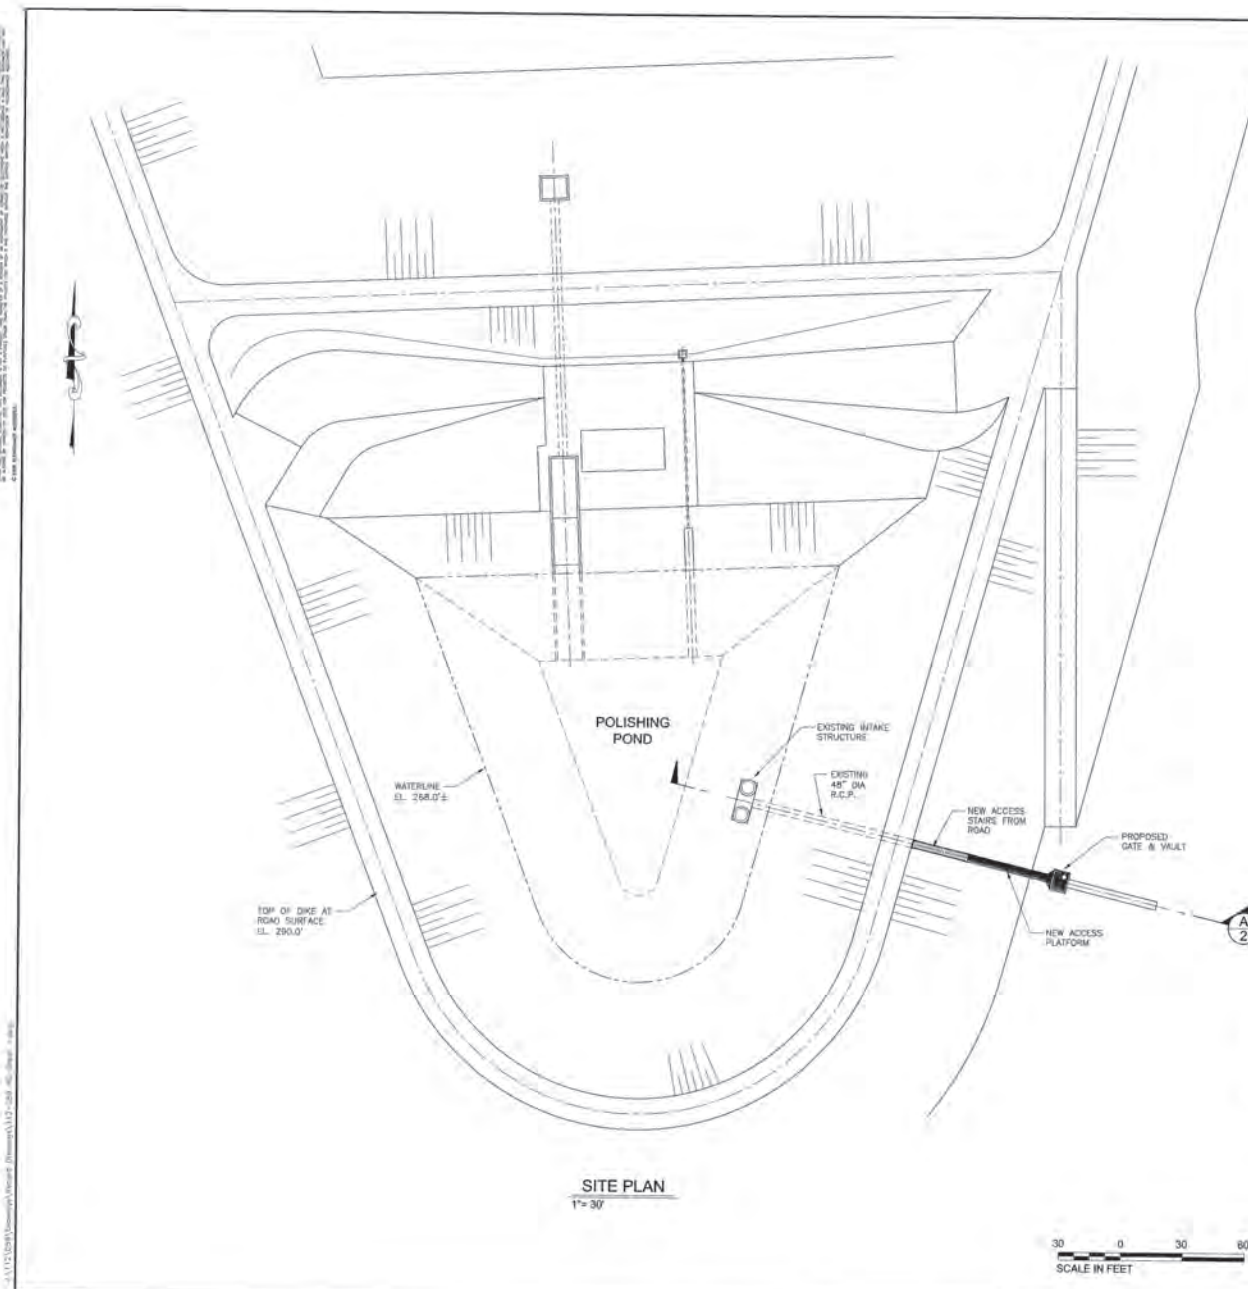 POLISHING
POND
EXISTING INTAKE
STRUCTURE
EXISTING
48" DIA
R.C.P.
WATERLINE
EL. 268.0'±
NEW ACCESS
STAIRS FROM
ROAD
PROPOSED
GATE & VAULT
TOP OF DIKE AT
ROAD SURFACE
EL. 290.0'
NEW ACCESS
PLATFORM
A
2
SITE PLAN
1"= 30'
30 0 30 60
SCALE IN FEET